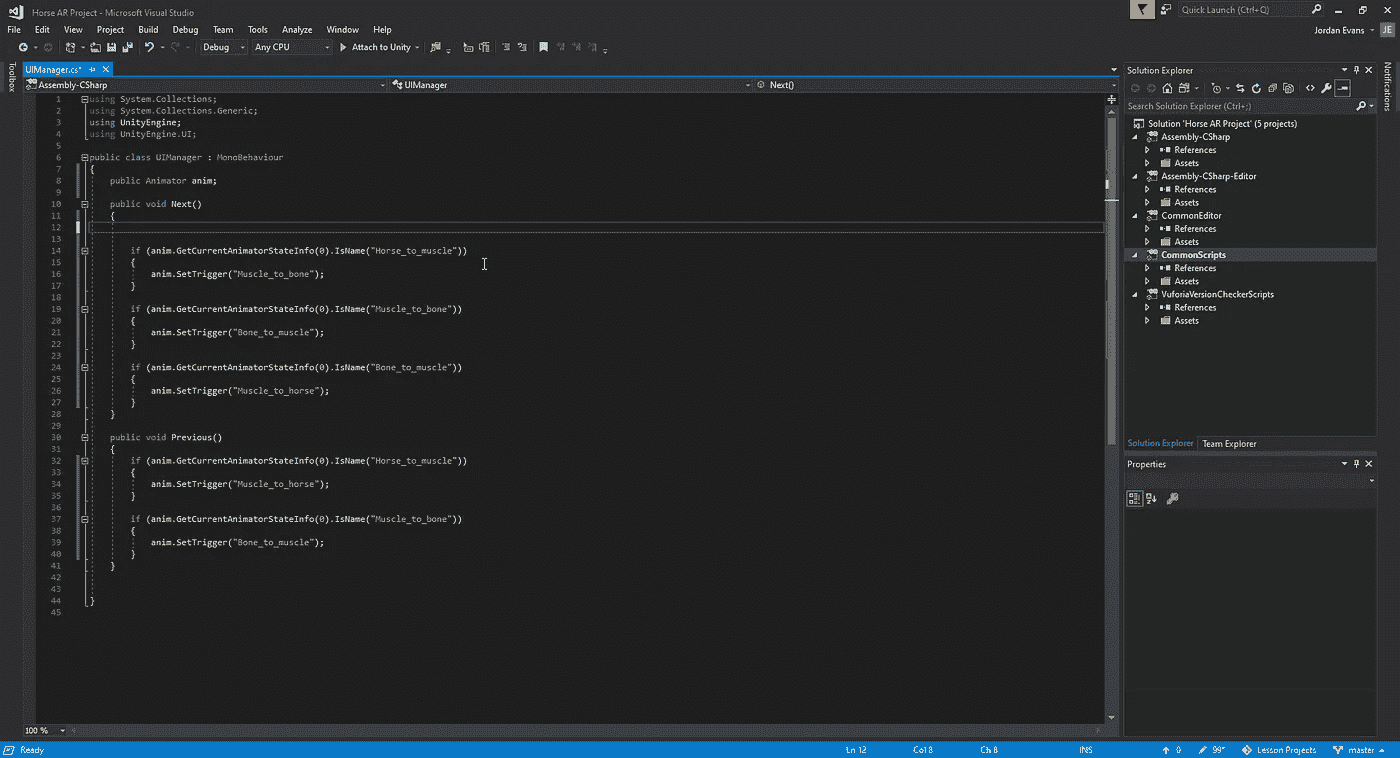 Horse AR Project - Microsoft Visual Studio
Quick Launch (Ctrl+Q)
File Edit View Project Build Debug Team Tools Analyze Window Help
Jordan Evans JE
Debug Any CPU Attach to Unity
Toolbox
UIManager.cs*
Assembly-CSharp UIManager Next()
1 using System.Collections;
2 using System.Collections.Generic;
3 using UnityEngine;
4 using UnityEngine.UI;
5
6 public class UIManager : MonoBehaviour
7 {
8 public Animator anim;
9
10 public void Next()
11 {
12
13
14 if (anim.GetCurrentAnimatorStateInfo(0).IsName("Horse_to_muscle"))
15 {
16 anim.SetTrigger("Muscle_to_bone");
17 }
18
19 if (anim.GetCurrentAnimatorStateInfo(0).IsName("Muscle_to_bone"))
20 {
21 anim.SetTrigger("Bone_to_muscle");
22 }
23
24 if (anim.GetCurrentAnimatorStateInfo(0).IsName("Bone_to_muscle"))
25 {
26 anim.SetTrigger("Muscle_to_horse");
27 }
28 }
29
30 public void Previous()
31 {
32 if (anim.GetCurrentAnimatorStateInfo(0).IsName("Horse_to_muscle"))
33 {
34 anim.SetTrigger("Muscle_to_horse");
35 }
36
37 if (anim.GetCurrentAnimatorStateInfo(0).IsName("Muscle_to_bone"))
38 {
39 anim.SetTrigger("Bone_to_muscle");
40 }
41 }
42
43
44 }
45
100 %
Solution Explorer
Search Solution Explorer (Ctrl+;)
Solution 'Horse AR Project' (5 projects)
Assembly-CSharp
References
Assets
Assembly-CSharp-Editor
References
Assets
CommonEditor
References
Assets
CommonScripts
References
Assets
VuforiaVersionCheckerScripts
References
Assets
Solution Explorer Team Explorer
Properties
Notifications
Ready Ln 12 Col 8 Ch 8 INS 0 99* Lesson Projects master